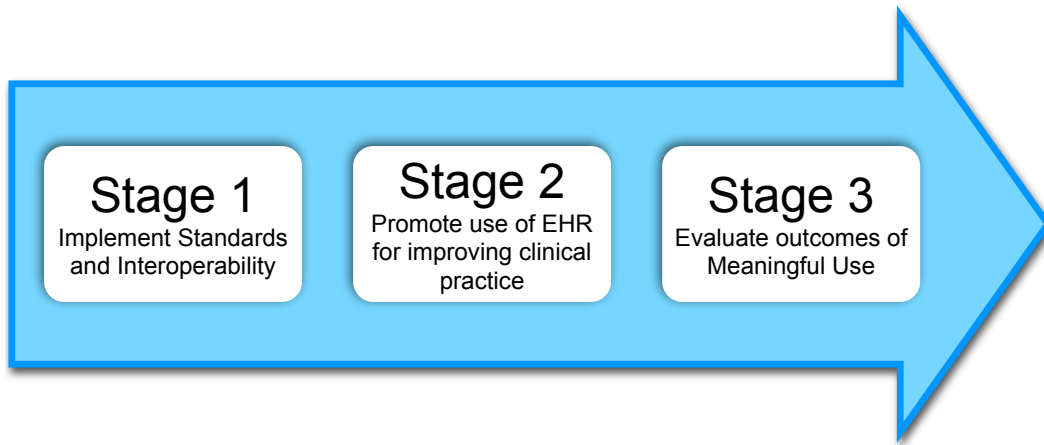 Stage 1
Implement Standards
and Interoperability
Stage 2
Promote use of EHR
for improving clinical
practice
Stage 3
Evaluate outcomes of
Meaningful Use